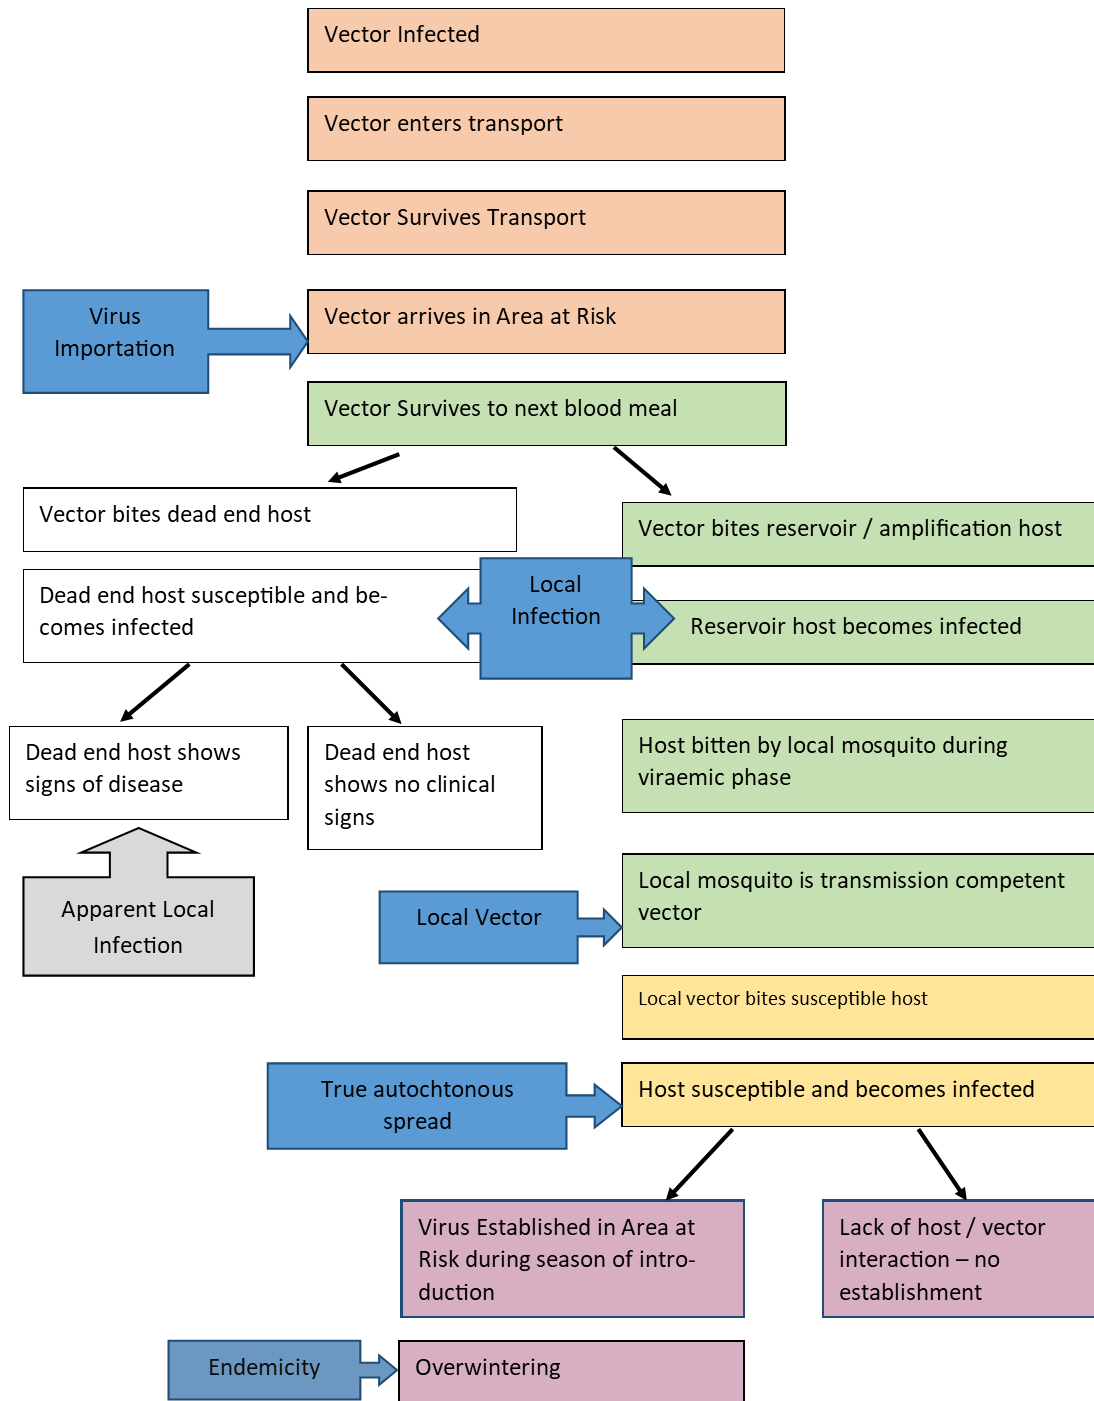 Vector Infected
Vector enters transport
Vector Survives Transport
Virus
Importation
Vector arrives in Area at Risk
Vector Survives to next blood meal
Vector bites dead end host
Vector bites reservoir / amplification host
Dead end host susceptible and be-
comes infected
Local
Infection
Reservoir host becomes infected
Dead end host shows
signs of disease
Dead end host
shows no clinical
signs
Host bitten by local mosquito during
viraemic phase
Apparent Local
Infection
Local Vector
Local mosquito is transmission competent
vector
Local vector bites susceptible host
True autochtonous
spread
Host susceptible and becomes infected
Virus Established in Area at
Risk during season of intro-
duction
Lack of host / vector
interaction – no
establishment
Endemicity
Overwintering